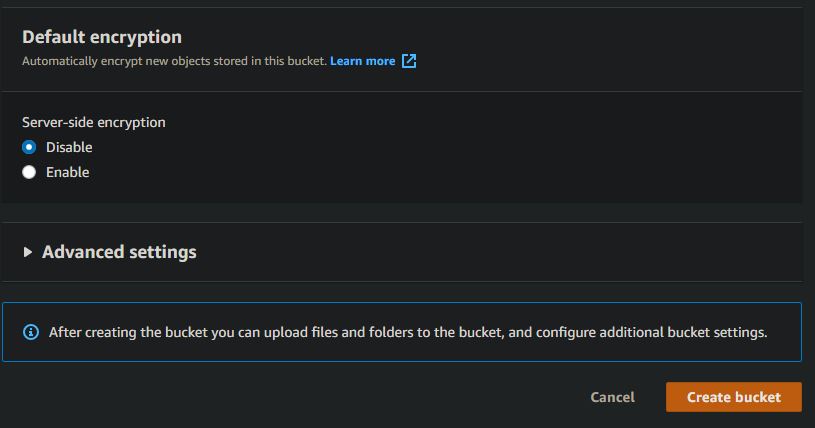 Default encryption
Automatically encrypt new objects stored in this bucket. Learn more
Server-side encryption
Disable
Enable
Advanced settings
After creating the bucket you can upload files and folders to the bucket, and configure additional bucket settings.
Cancel Create bucket